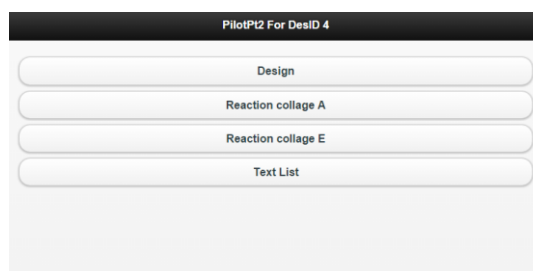 PilotPt2 For DesID 4
Design
Reaction collage A
Reaction collage E
Text List